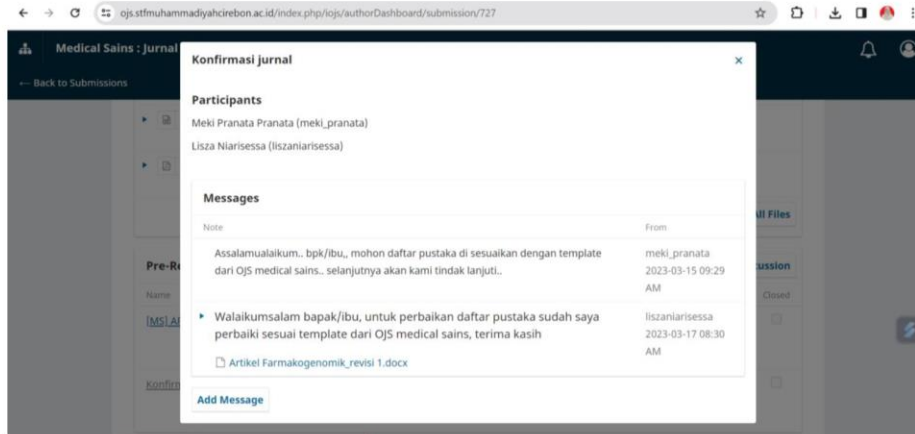 ojs.stfmuhammadiyahcirebon.ac.id/index.php/iojs/authorDashboard/submission/727
Medical Sains : Jurnal
← Back to Submissions
Konfirmasi jurnal
×
Participants
Meki Pranata Pranata (meki_pranata)
Lisza Niarisessa (liszaniarisessa)
Messages
Note From
Assalamualaikum.. bpk/ibu,, mohon daftar pustaka di sesuaikan dengan template
dari OJS medical sains.. selanjutnya akan kami tindak lanjuti..
meki_pranata
2023-03-15 09:29
AM
Walaikumsalam bapak/ibu, untuk perbaikan daftar pustaka sudah saya
perbaiki sesuai template dari OJS medical sains, terima kasih
liszaniarisessa
2023-03-17 08:30
AM
Artikel Farmakogenomik_revisi 1.docx
Add Message
All Files
Pre-Re
cussion
Name
Closed
[MS] AR
Konfirm